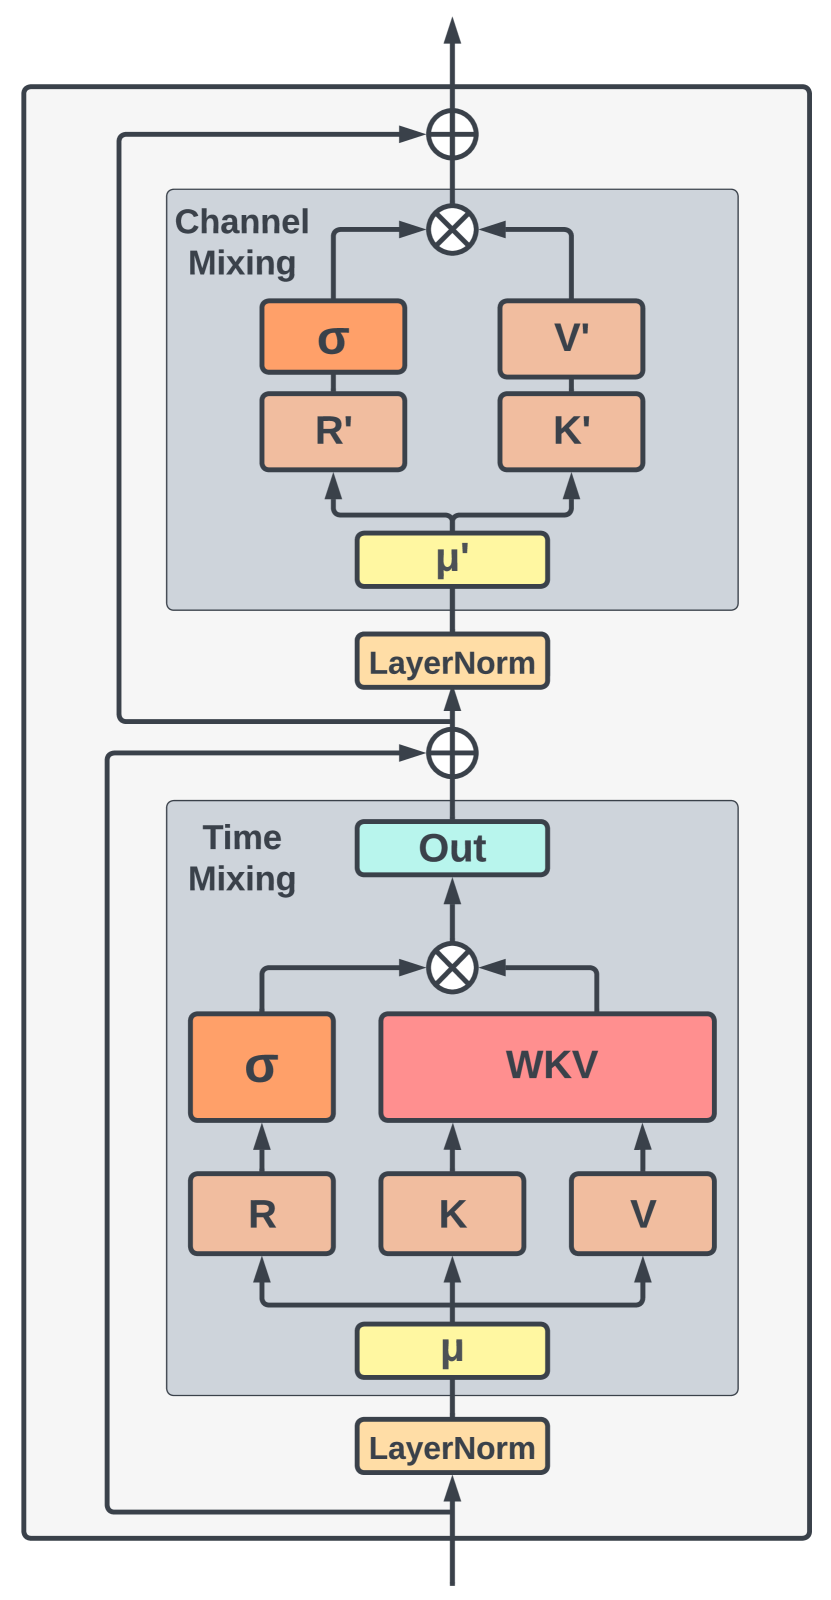 Channel
Mixing
σ
V'
R'
K'
μ'
LayerNorm
Time
Mixing
Out
σ
WKV
R
K
V
μ
LayerNorm